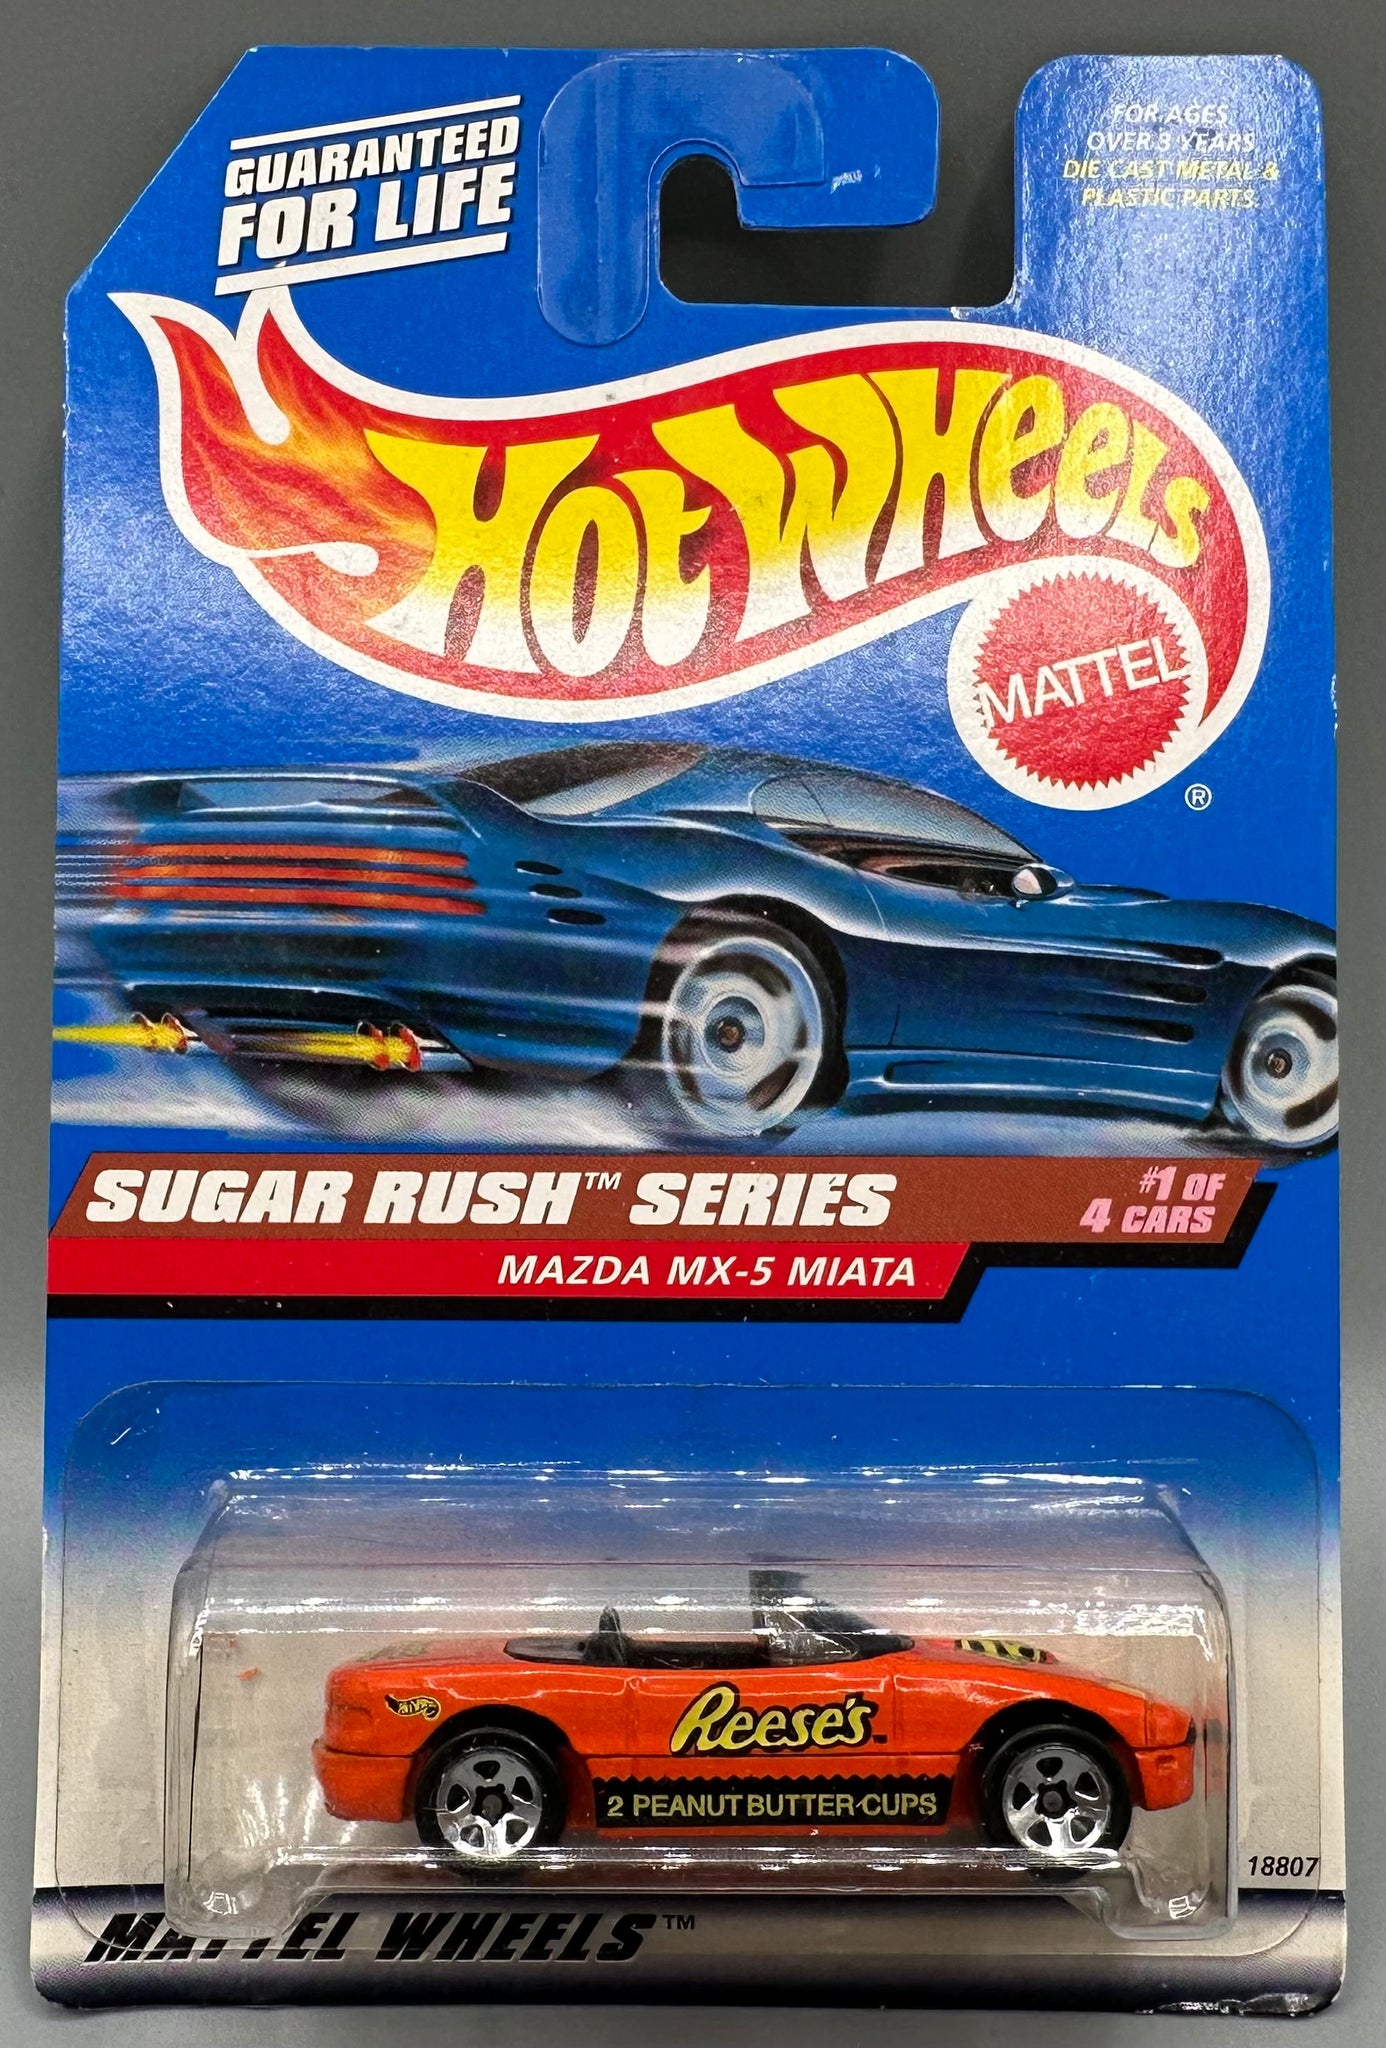 GUARANTEED
FOR LIFE
FOR AGES
OVER 3 YEARS
DIE CAST METAL &
PLASTIC PARTS.
HOT WHEELS
MATTEL
®
SUGAR RUSH™ SERIES
#1 OF
4 CARS
MAZDA MX-5 MIATA
Reese's™
2 PEANUT BUTTER CUPS
18807
MATTEL WHEELS™